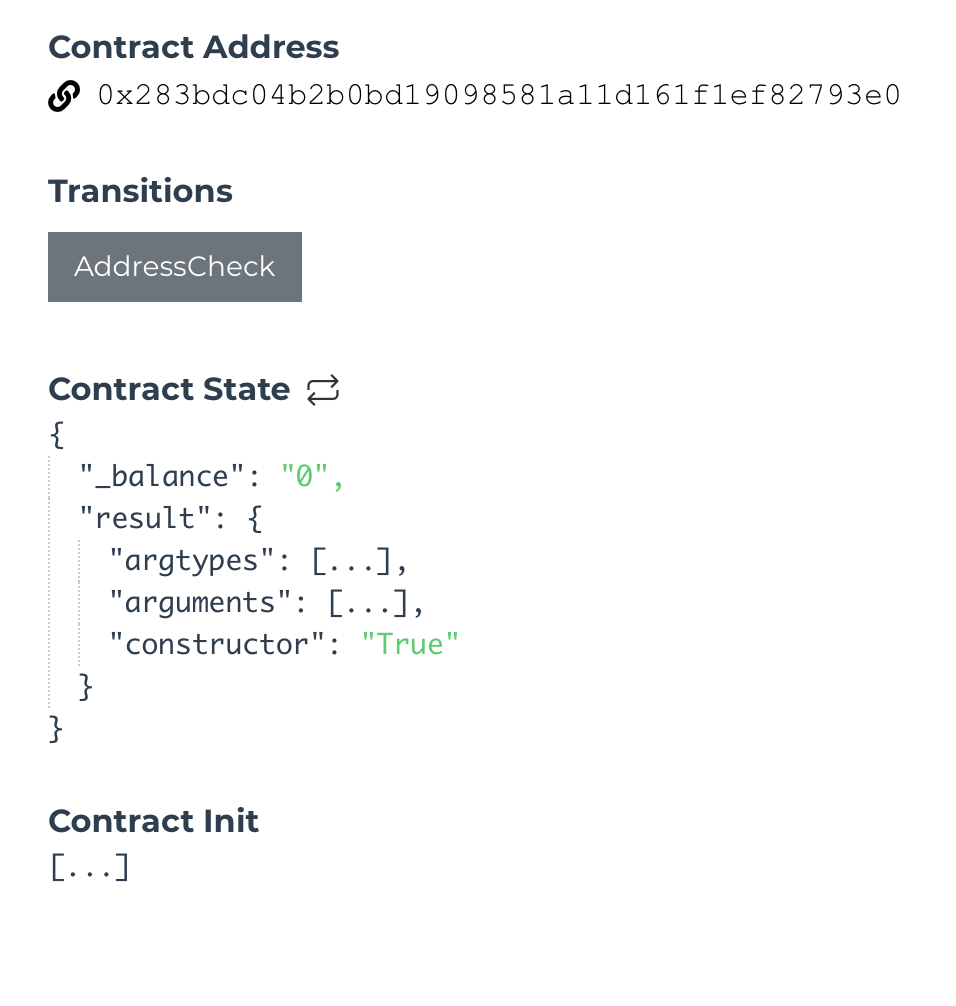 Contract Address
0x283bdc04b2b0bd19098581a11d161f1ef82793e0
Transitions
AddressCheck
Contract State
{
"_balance": "0",
"result": {
"argtypes": [...],
"arguments": [...],
"constructor": "True"
}
}
Contract Init
[...]